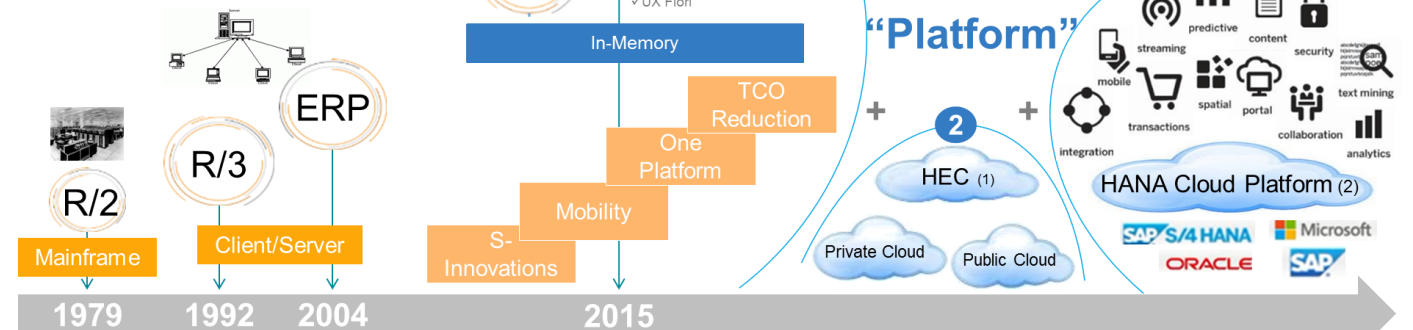 ✓UX Fiori
In-Memory
"Platform"
streaming
predictive
content
security
mobile
text mining
spatial
portal
transactions
collaboration
integration
analytics
TCO
Reduction
One
Platform
Mobility
S-
Innovations
ERP
R/3
R/2
Mainframe
Client/Server
+
2
+
HEC (1)
Private Cloud
Public Cloud
HANA Cloud Platform (2)
SAP S/4 HANA
Microsoft
ORACLE
SAP
1979
1992
2004
2015